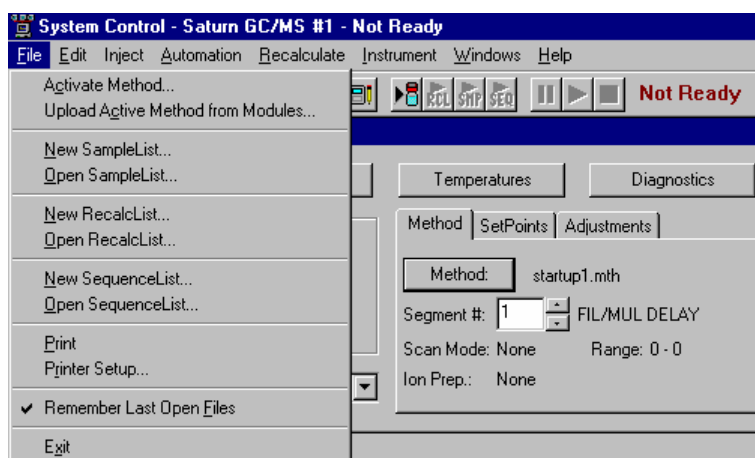 System Control - Saturn GC/MS #1 - Not Ready
File Edit Inject Automation Recalculate Instrument Windows Help
RCL SMP SEQ Not Ready
Activate Method...
Upload Active Method from Modules...
New SampleList...
Open SampleList...
New RecalcList...
Open RecalcList...
New SequenceList...
Open SequenceList...
Print
Printer Setup...
Remember Last Open Files
Exit
Temperatures Diagnostics
Method SetPoints Adjustments
Method: startup1.mth
Segment #: 1 FIL/MUL DELAY
Scan Mode: None Range: 0 - 0
Ion Prep.: None